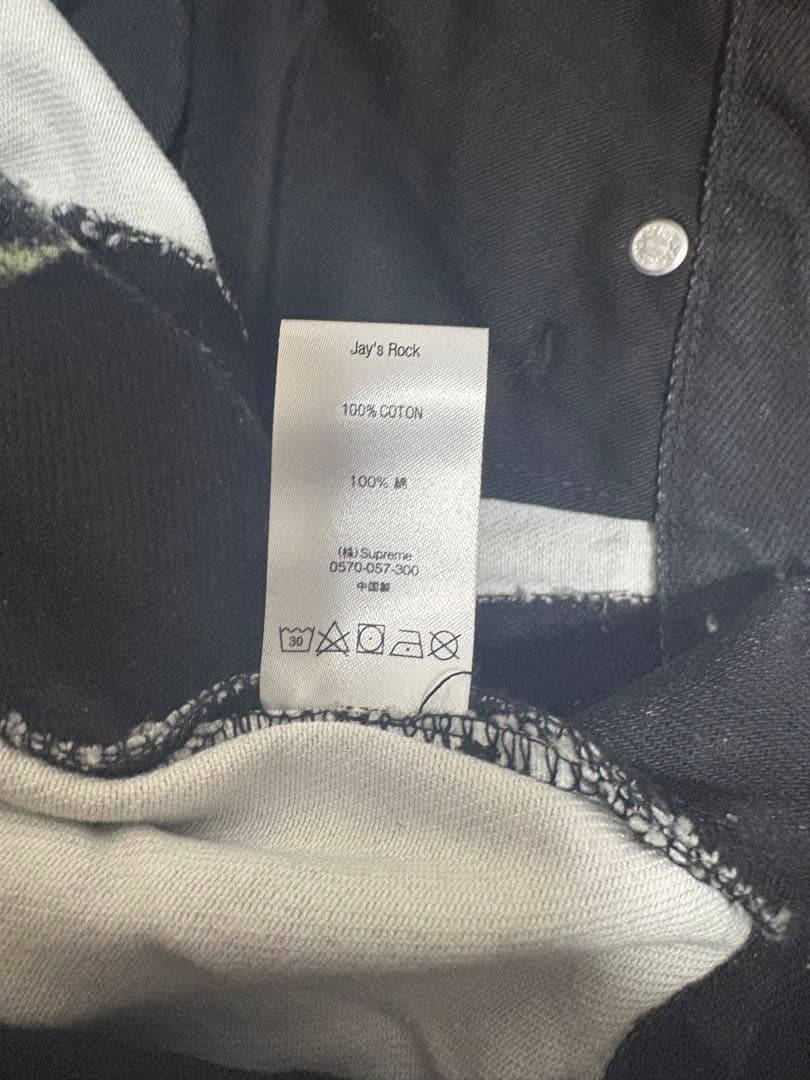 Jay's Rock
100% COTON
100% 綿
(株) Supreme
0570-057-300
中国製
30